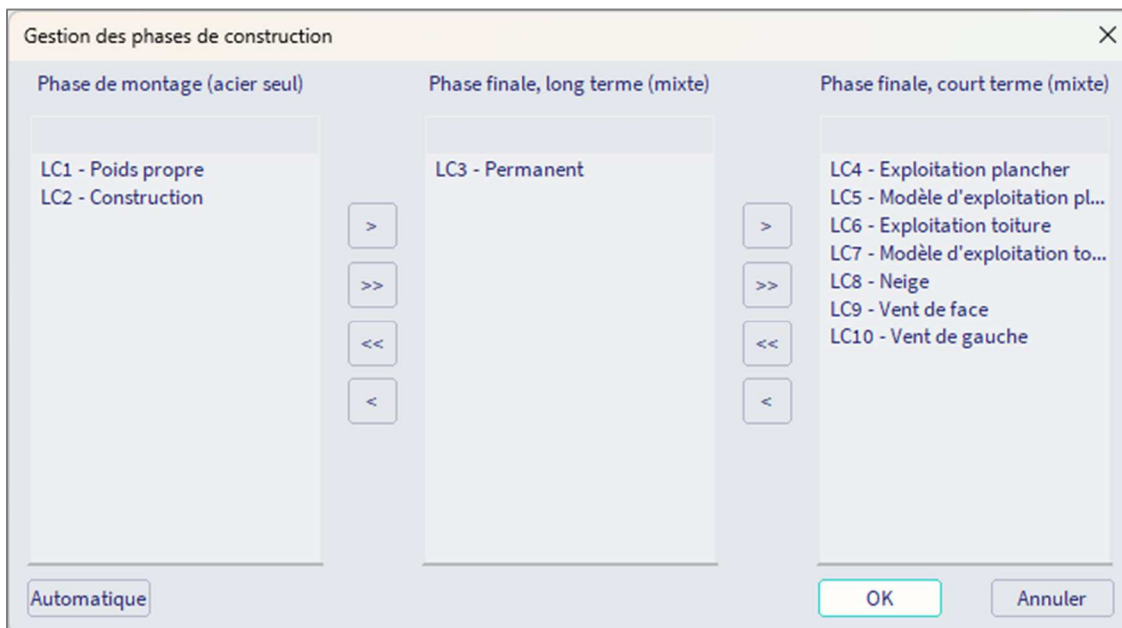 Gestion des phases de construction
Phase de montage (acier seul)
LC1 - Poids propre
LC2 - Construction
>
>>
<<
<
Phase finale, long terme (mixte)
LC3 - Permanent
>
>>
<<
<
Phase finale, court terme (mixte)
LC4 - Exploitation plancher
LC5 - Modèle d'exploitation pl...
LC6 - Exploitation toiture
LC7 - Modèle d'exploitation to...
LC8 - Neige
LC9 - Vent de face
LC10 - Vent de gauche
Automatique
OK
Annuler